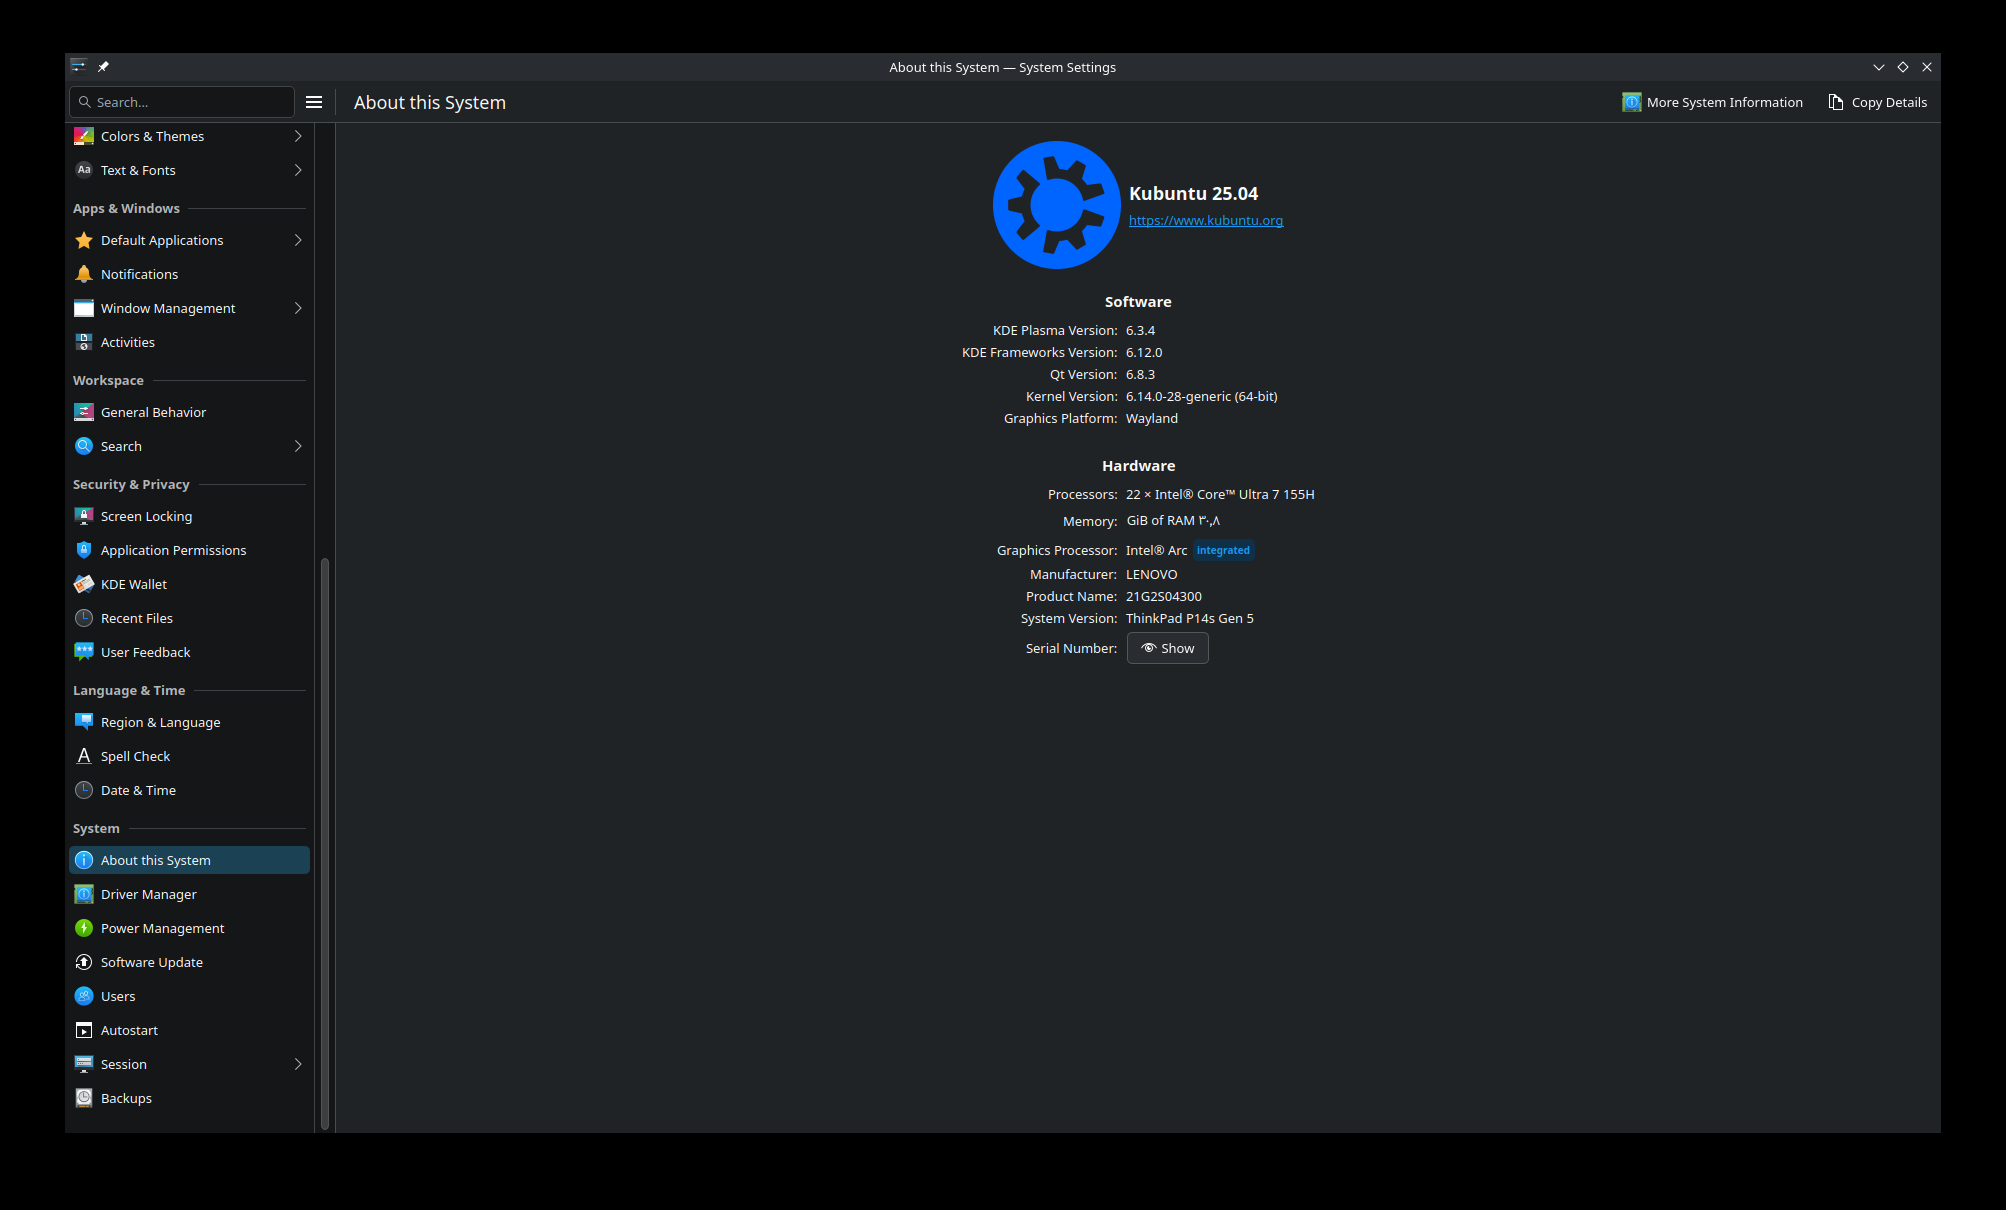 About this System — System Settings
Search...
About this System
More System Information
Copy Details
Colors & Themes
Aa Text & Fonts
Apps & Windows
Default Applications
Notifications
Window Management
Activities
Workspace
General Behavior
Search
Security & Privacy
Screen Locking
Application Permissions
KDE Wallet
Recent Files
User Feedback
Language & Time
Region & Language
Spell Check
Date & Time
System
About this System
Driver Manager
Power Management
Software Update
Users
Autostart
Session
Backups
Kubuntu 25.04
https://www.kubuntu.org
Software
KDE Plasma Version: 6.3.4
KDE Frameworks Version: 6.12.0
Qt Version: 6.8.3
Kernel Version: 6.14.0-28-generic (64-bit)
Graphics Platform: Wayland
Hardware
Processors: 22 × Intel® Core™ Ultra 7 155H
Memory: GiB of RAM ٣٠,٨
Graphics Processor: Intel® Arc integrated
Manufacturer: LENOVO
Product Name: 21G2S04300
System Version: ThinkPad P14s Gen 5
Serial Number: Show